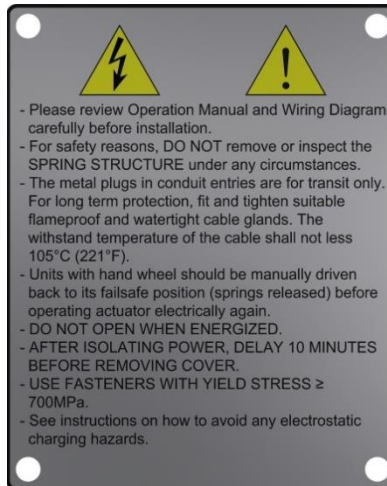 - Please review Operation Manual and Wiring Diagram
carefully before installation.
- For safety reasons, DO NOT remove or inspect the
SPRING STRUCTURE under any circumstances.
- The metal plugs in conduit entries are for transit only.
For long term protection, fit and tighten suitable
flameproof and watertight cable glands. The
withstand temperature of the cable shall not less
105°C (221°F).
- Units with hand wheel should be manually driven
back to its failsafe position (springs released) before
operating actuator electrically again.
- DO NOT OPEN WHEN ENERGIZED.
- AFTER ISOLATING POWER, DELAY 10 MINUTES
BEFORE REMOVING COVER.
- USE FASTENERS WITH YIELD STRESS ≥
700MPa.
- See instructions on how to avoid any electrostatic
charging hazards.